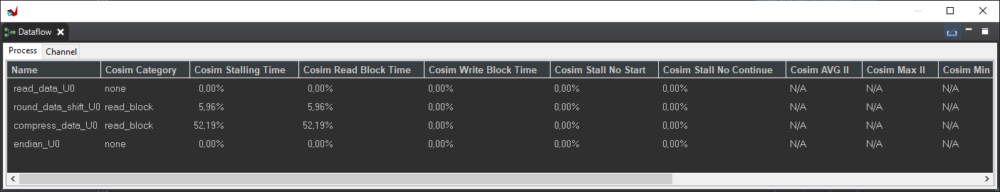 Dataflow
Process Channel
Name Cosim Category Cosim Stalling Time Cosim Read Block Time Cosim Write Block Time Cosim Stall No Start Cosim Stall No Continue Cosim AVG II Cosim Max II Cosim Min
read_data_U0 none 0,00% 0,00% 0,00% 0,00% 0,00% N/A N/A N/A
round_data_shift_U0 read_block 5,96% 5,96% 0,00% 0,00% 0,00% N/A N/A N/A
compress_data_U0 read_block 52,19% 52,19% 0,00% 0,00% 0,00% N/A N/A N/A
endian_U0 none 0,00% 0,00% 0,00% 0,00% 0,00% N/A N/A N/A